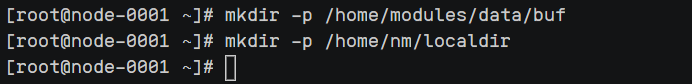 [root@node-0001 ~]# mkdir -p /home/modules/data/buf
[root@node-0001 ~]# mkdir -p /home/nm/localdir
[root@node-0001 ~]#